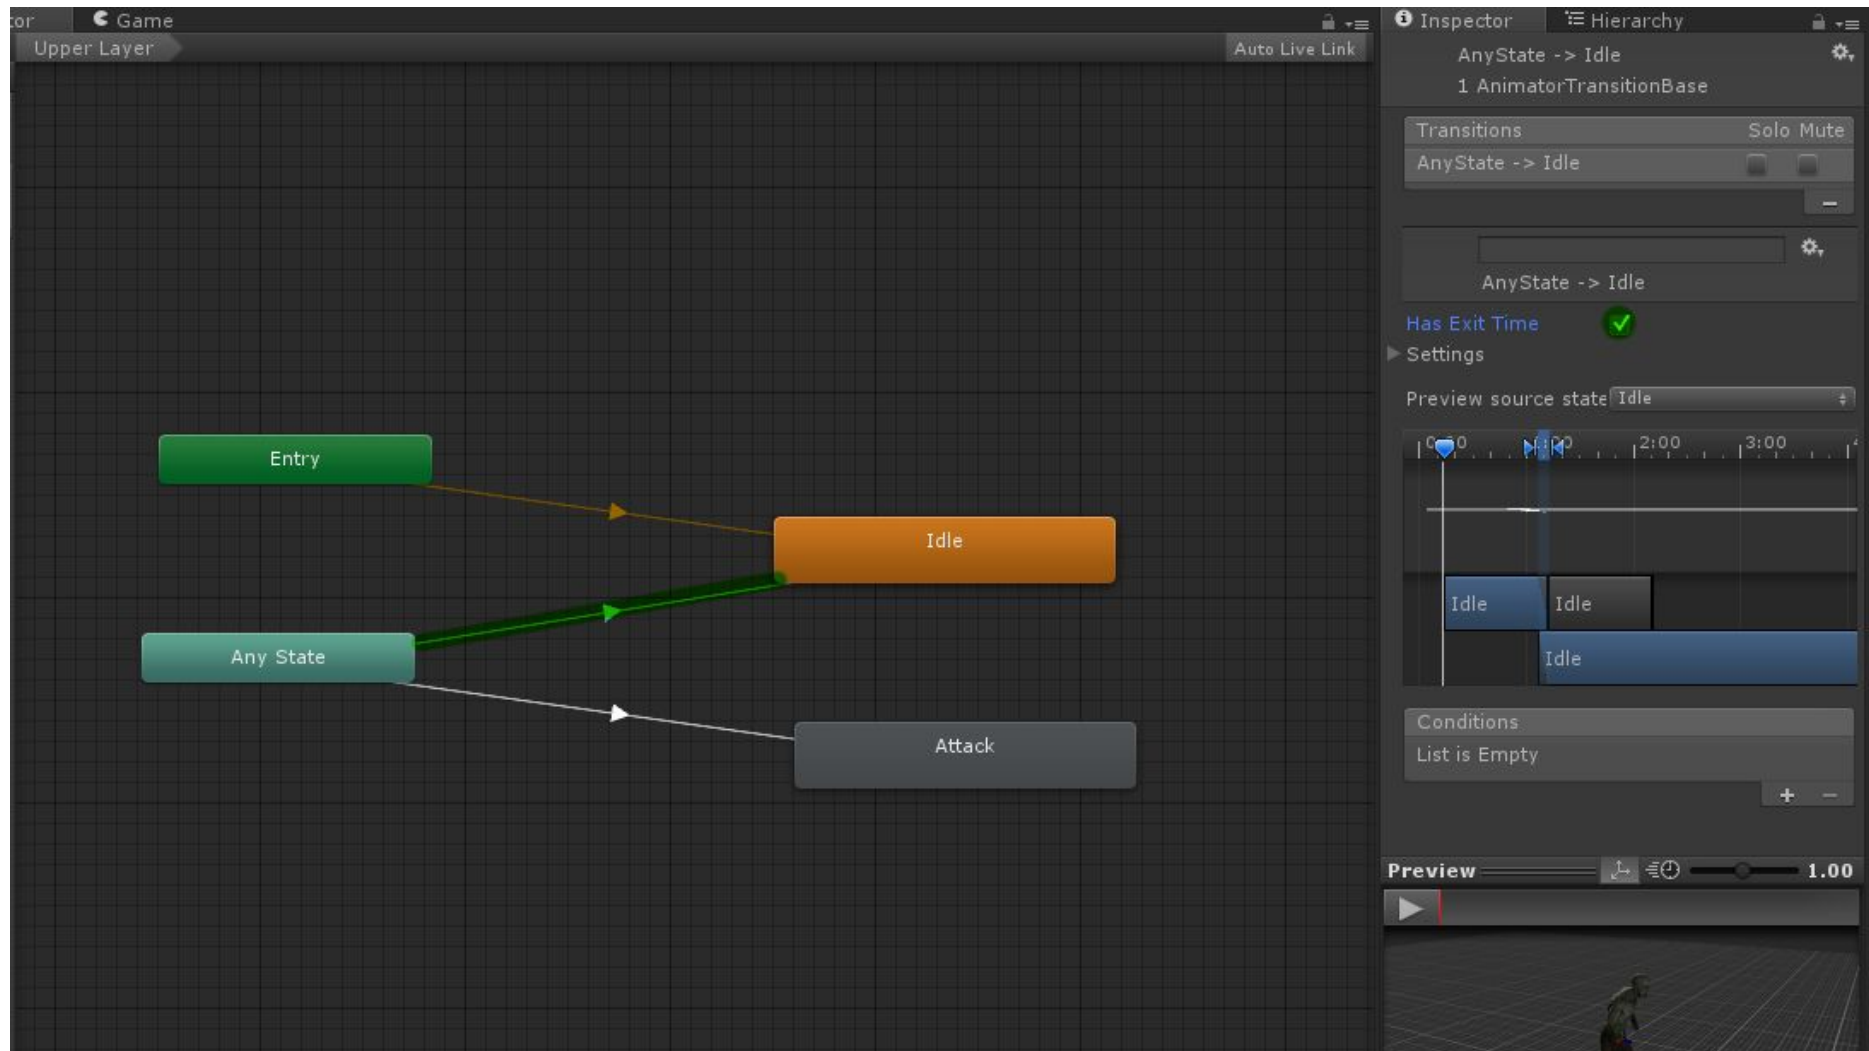 tor
Game
Upper Layer
Auto Live Link
Entry
Idle
Any State
Attack
Inspector
Hierarchy
AnyState -> Idle
1 AnimatorTransitionBase
Transitions Solo Mute
AnyState -> Idle
AnyState -> Idle
Has Exit Time
Settings
Preview source state Idle
2:00 3:00
Idle Idle
Idle
Conditions
List is Empty
+ −
Preview 1.00